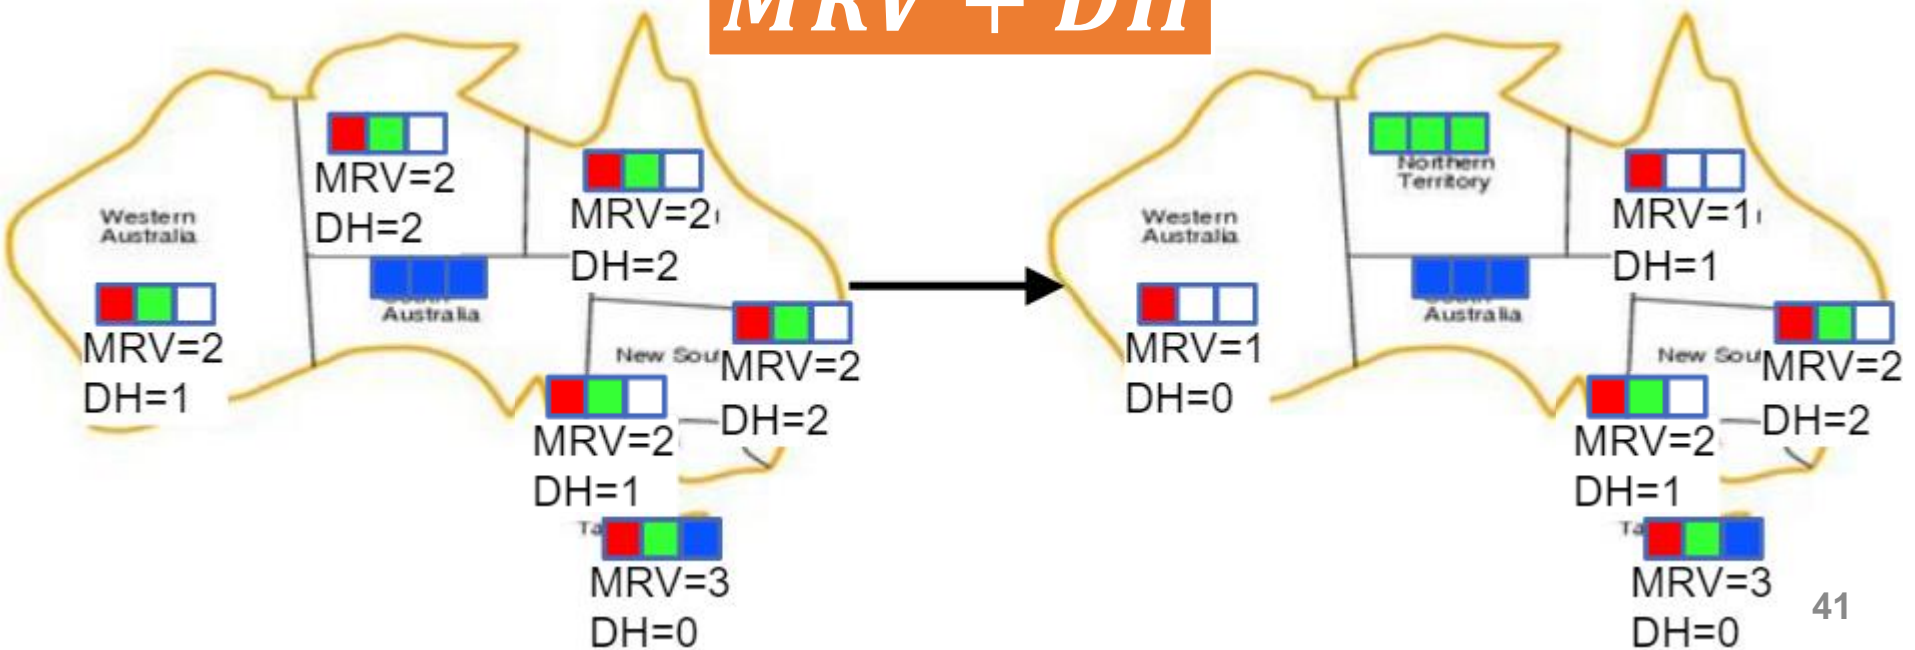 MRV + DH
MRV=2
DH=2
MRV=2
DH=2
Western
Australia
Australia
MRV=2
DH=1
New Sou
MRV=2
DH=2
MRV=2
DH=1
Ta
MRV=3
DH=0
Northern
Territory
MRV=1
DH=1
Western
Australia
Australia
MRV=1
DH=0
New Sou
MRV=2
DH=2
MRV=2
DH=1
Ta
MRV=3
DH=0
41